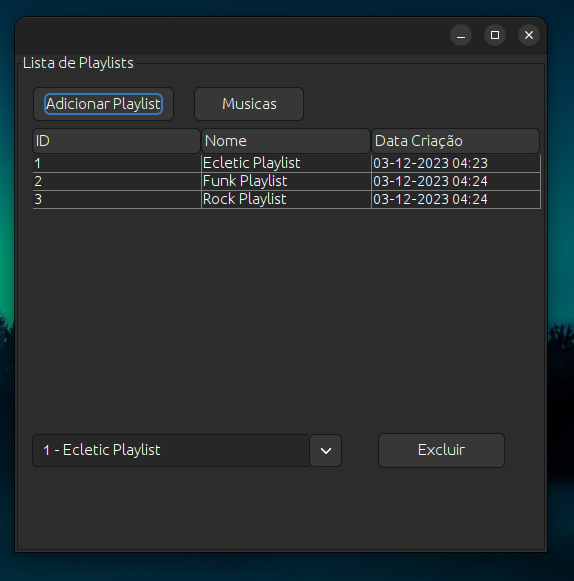 Lista de Playlists
Adicionar Playlist Musicas
ID Nome Data Criação
1 Ecletic Playlist 03-12-2023 04:23
2 Funk Playlist 03-12-2023 04:24
3 Rock Playlist 03-12-2023 04:24
1 - Ecletic Playlist Excluir